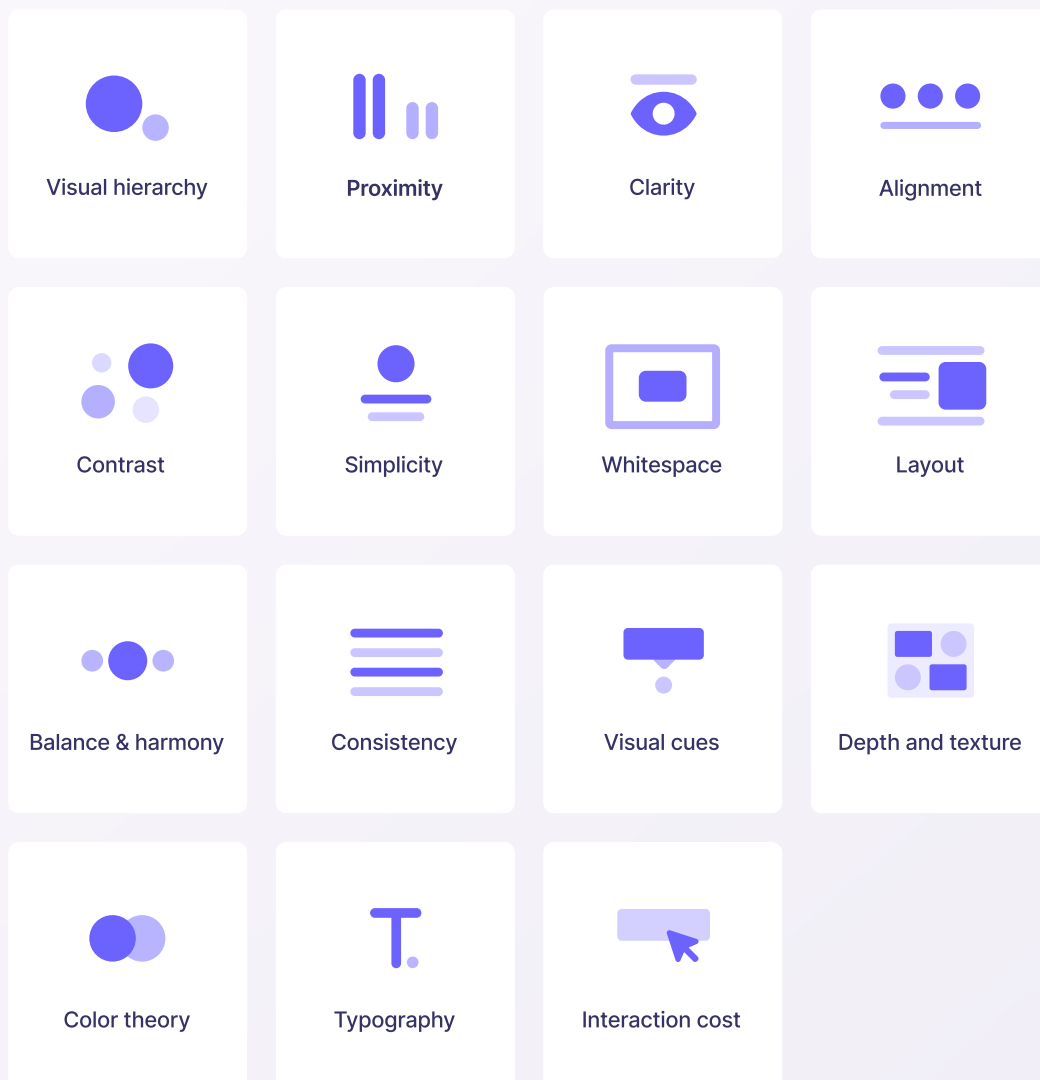 Visual hierarchy
Proximity
Clarity
Alignment
Contrast
Simplicity
Whitespace
Layout
Balance & harmony
Consistency
Visual cues
Depth and texture
Color theory
Typography
Interaction cost